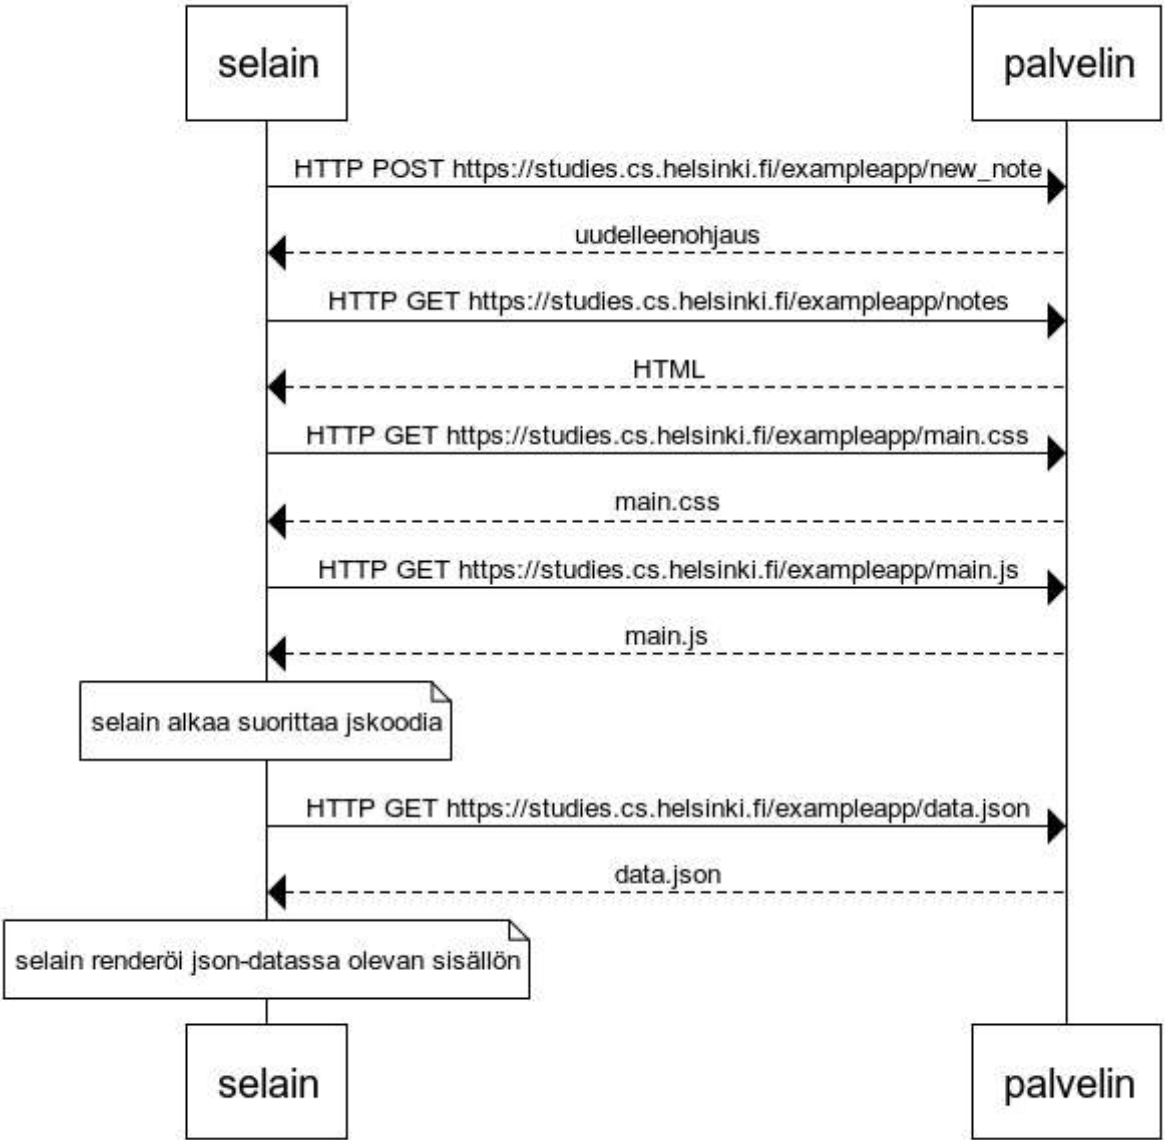 selain
palvelin
HTTP POST https://studies.cs.helsinki.fi/exampleapp/new_note
uudelleenohjaus
HTTP GET https://studies.cs.helsinki.fi/exampleapp/notes
HTML
HTTP GET https://studies.cs.helsinki.fi/exampleapp/main.css
main.css
HTTP GET https://studies.cs.helsinki.fi/exampleapp/main.js
main.js
selain alkaa suorittaa jskoodia
HTTP GET https://studies.cs.helsinki.fi/exampleapp/data.json
data.json
selain renderöi json-datassa olevan sisällön
selain
palvelin